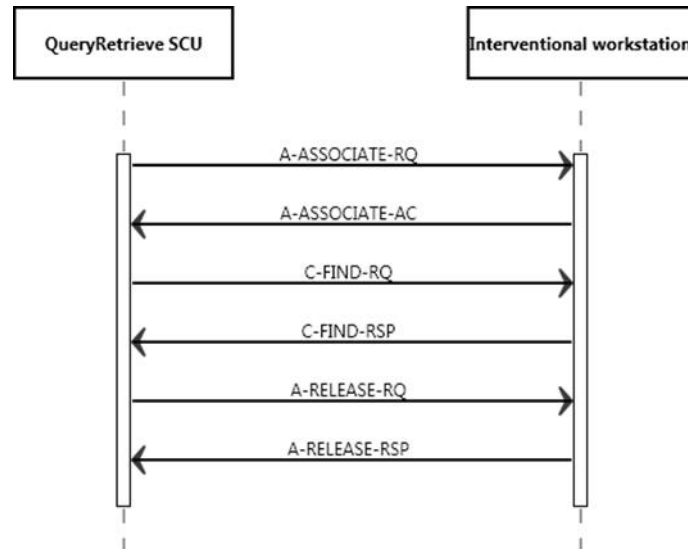 QueryRetrieve SCU
Interventional workstation
A-ASSOCIATE-RQ
A-ASSOCIATE-AC
C-FIND-RQ
C-FIND-RSP
A-RELEASE-RQ
A-RELEASE-RSP